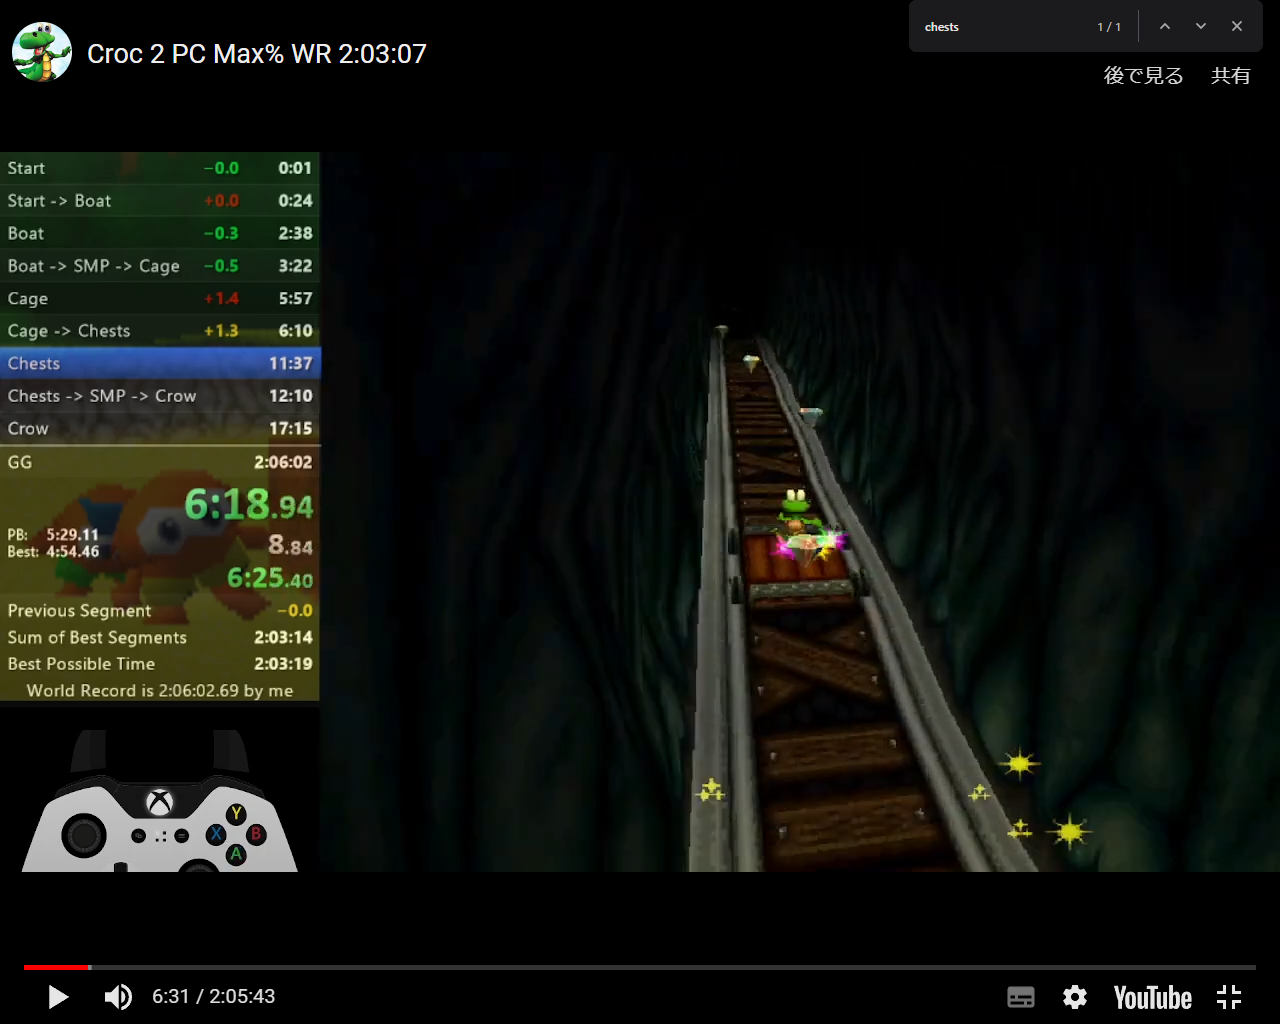 Croc 2 PC Max% WR 2:03:07
chests 1 / 1
後で見る 共有
Start −0.0 0:01
Start -> Boat +0.0 0:24
Boat −0.3 2:38
Boat -> SMP -> Cage −0.5 3:22
Cage +1.4 5:57
Cage -> Chests +1.3 6:10
Chests 11:37
Chests -> SMP -> Crow 12:10
Crow 17:15
GG 2:06:02
6:18.94
PB: 5:29.11
Best: 4:54.46
8.84
6:25.40
Previous Segment −0.0
Sum of Best Segments 2:03:14
Best Possible Time 2:03:19
World Record is 2:06:02.69 by me
Y
X B
A
6:31 / 2:05:43
YouTube